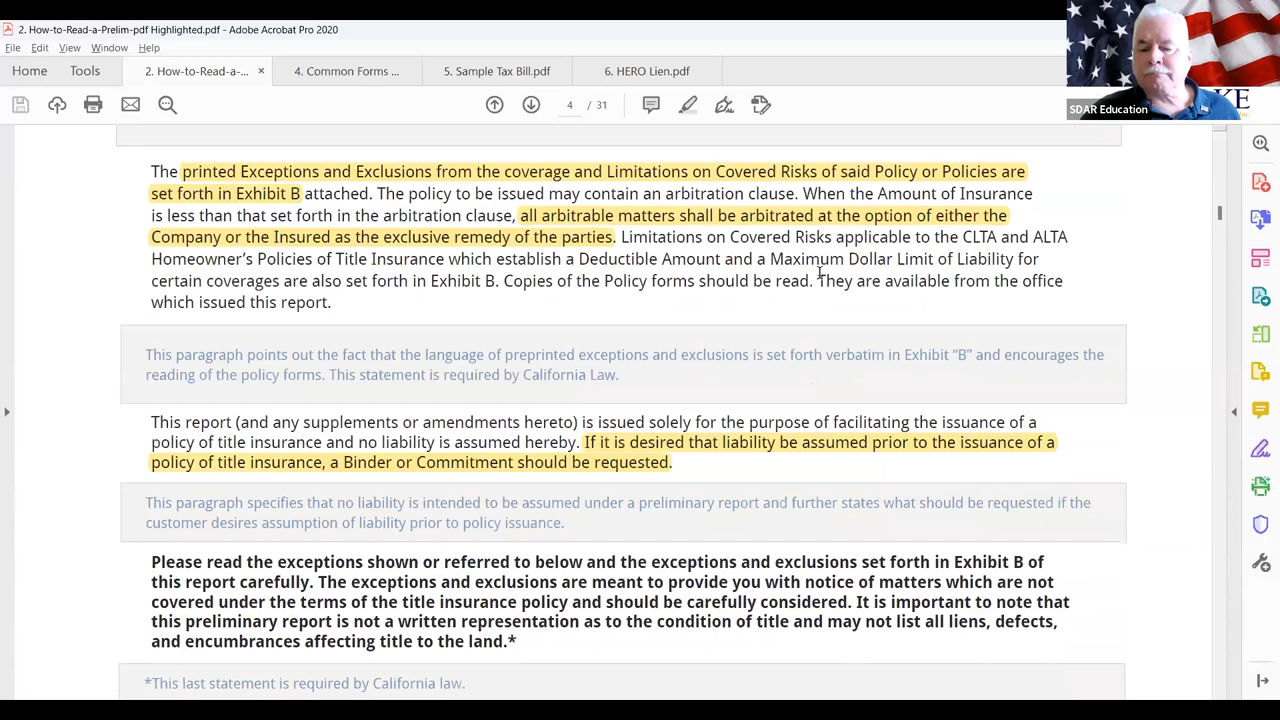 2. How-to-Read-a-Prelim-pdf Highlighted.pdf - Adobe Acrobat Pro 2020
File Edit View Window Help
Home Tools 2. How-to-Read-a-... × 4. Common Forms ... 5. Sample Tax Bill.pdf 6. HERO Lien.pdf
SDAR Education
KE
4 / 31
The printed Exceptions and Exclusions from the coverage and Limitations on Covered Risks of said Policy or Policies are
set forth in Exhibit B attached. The policy to be issued may contain an arbitration clause. When the Amount of Insurance
is less than that set forth in the arbitration clause, all arbitrable matters shall be arbitrated at the option of either the
Company or the Insured as the exclusive remedy of the parties. Limitations on Covered Risks applicable to the CLTA and ALTA
Homeowner's Policies of Title Insurance which establish a Deductible Amount and a Maximum Dollar Limit of Liability for
certain coverages are also set forth in Exhibit B. Copies of the Policy forms should be read. They are available from the office
which issued this report.
This paragraph points out the fact that the language of preprinted exceptions and exclusions is set forth verbatim in Exhibit “B” and encourages the
reading of the policy forms. This statement is required by California Law.
This report (and any supplements or amendments hereto) is issued solely for the purpose of facilitating the issuance of a
policy of title insurance and no liability is assumed hereby. If it is desired that liability be assumed prior to the issuance of a
policy of title insurance, a Binder or Commitment should be requested.
This paragraph specifies that no liability is intended to be assumed under a preliminary report and further states what should be requested if the
customer desires assumption of liability prior to policy issuance.
Please read the exceptions shown or referred to below and the exceptions and exclusions set forth in Exhibit B of
this report carefully. The exceptions and exclusions are meant to provide you with notice of matters which are not
covered under the terms of the title insurance policy and should be carefully considered. It is important to note that
this preliminary report is not a written representation as to the condition of title and may not list all liens, defects,
and encumbrances affecting title to the land.*
*This last statement is required by California law.